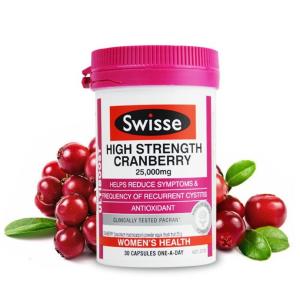 Swisse
HIGH STRENGTH
CRANBERRY
25,000mg
HELPS REDUCE SYMPTOMS &
FREQUENCY OF RECURRENT CYSTITIS
ANTIOXIDANT
CLINICALLY TESTED PACRAN
WOMEN'S HEALTH
30 CAPSULES ONE-A-DAY